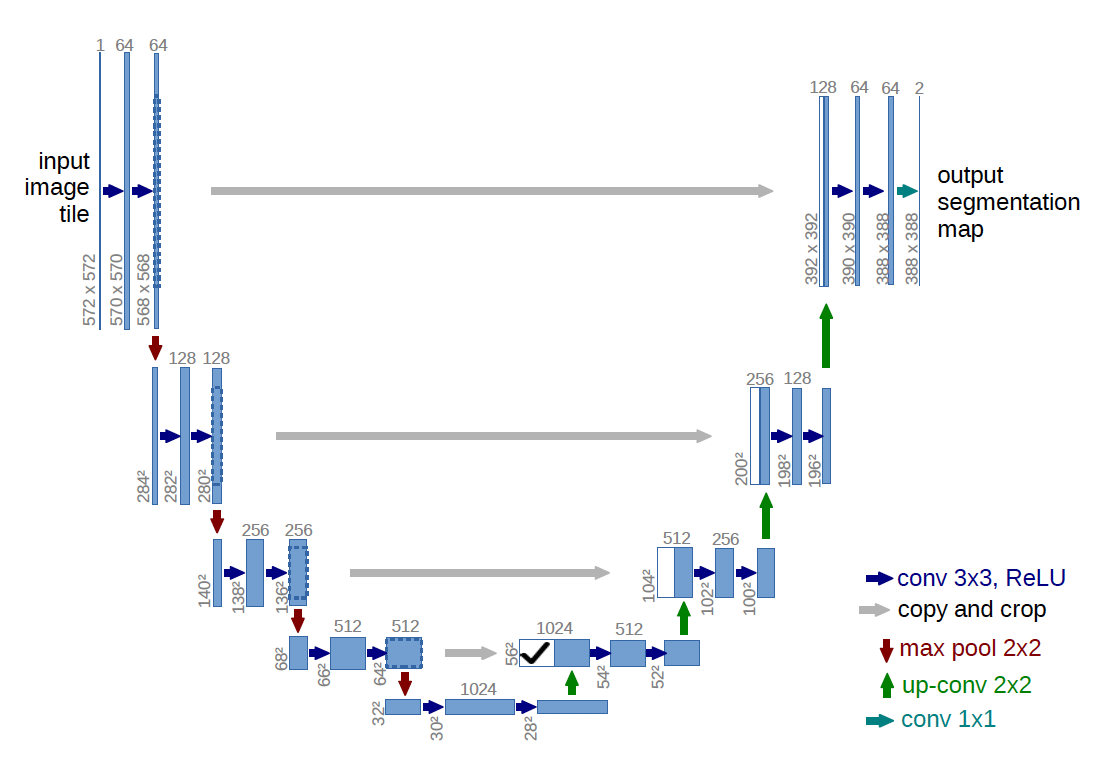 1 64 64
input
image
tile
572 x 572
570 x 570
568 x 568
128 64 64 2
output
segmentation
map
392 x 392
390 x 390
388 x 388
388 x 388
128 128
284²
282²
280²
256 128
200²
198²
196²
256 256
140²
138²
136²
512 256
104²
102²
100²
512 512
68²
66²
64²
1024 512
56²
54²
52²
1024
32²
30²
28²
conv 3x3, ReLU
copy and crop
max pool 2x2
up-conv 2x2
conv 1x1